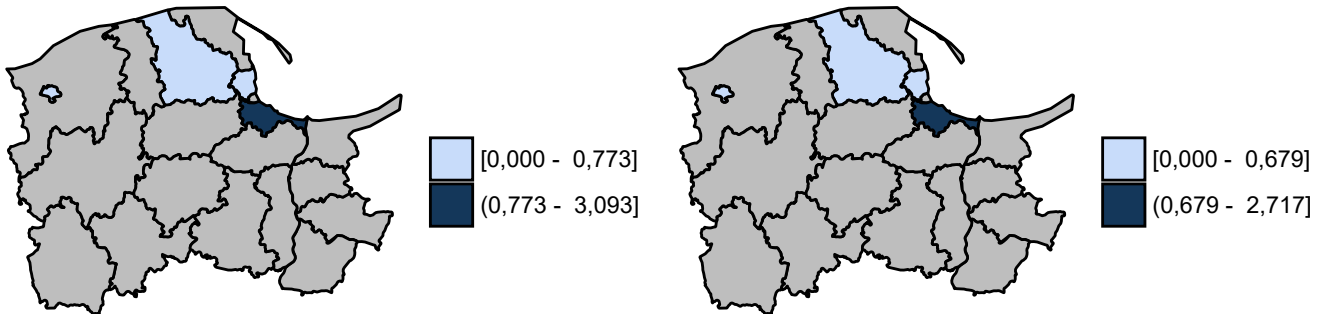 [0,000 - 0,773]
(0,773 - 3,093]
[0,000 - 0,679]
(0,679 - 2,717]